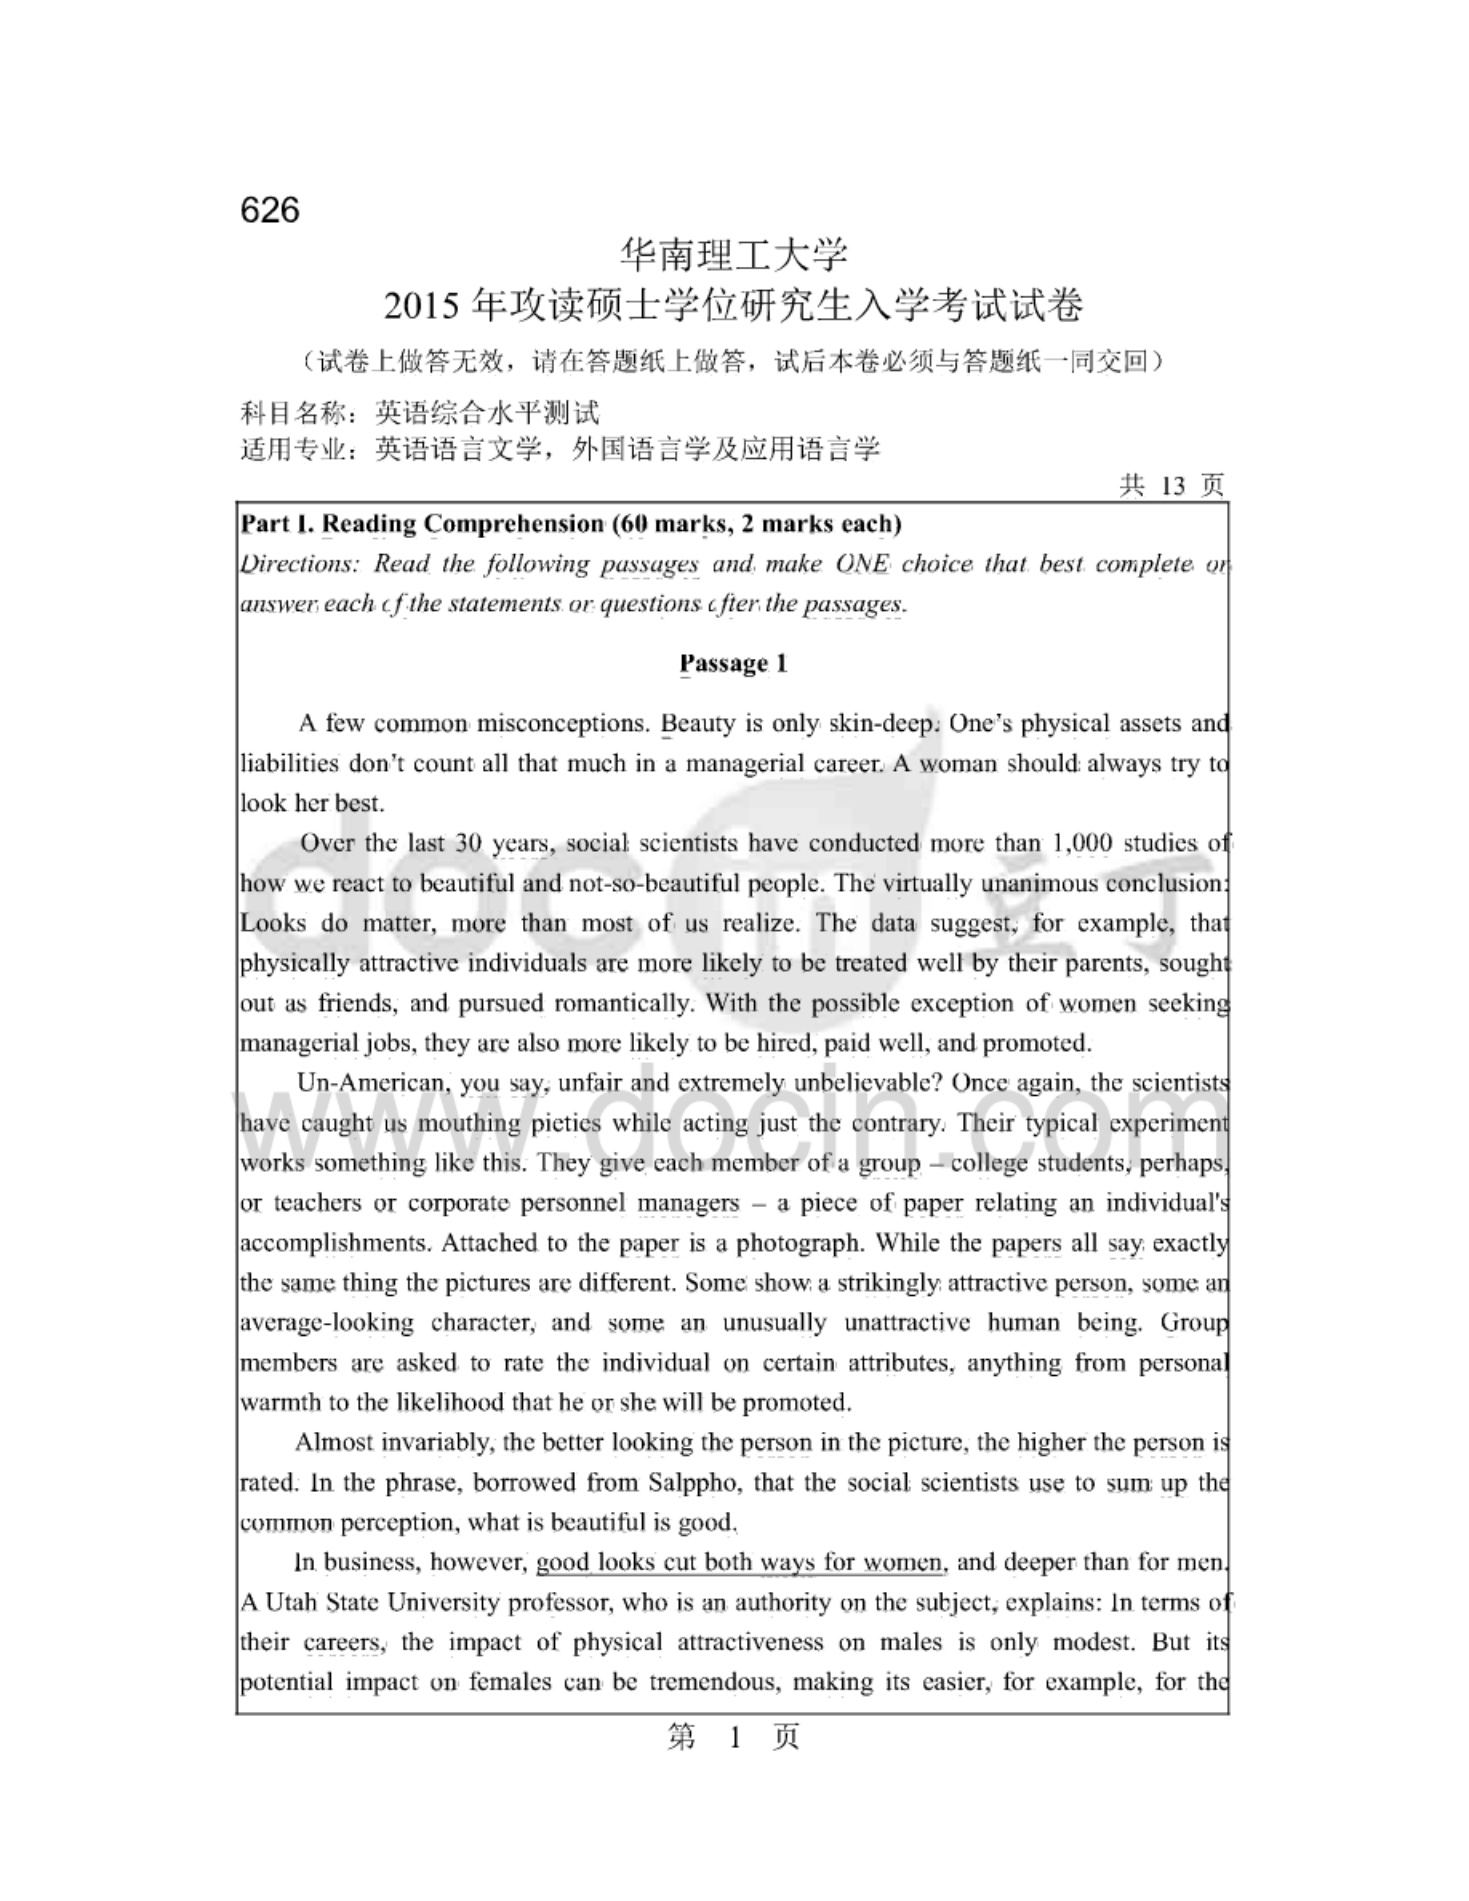 626
华南理工大学
2015 年攻读硕士学位研究生入学考试试卷
（试卷上做答无效，请在答题纸上做答，试后本卷必须与答题纸一同交回）
科目名称：英语综合水平测试
适用专业：英语语言文学，外国语言学及应用语言学
共 13 页
Part I. Reading Comprehension (60 marks, 2 marks each)
Directions: Read the following passages and make ONE choice that best complete or
answer each of the statements or questions after the passages.
Passage 1
A few common misconceptions. Beauty is only skin-deep. One's physical assets and
liabilities don't count all that much in a managerial career. A woman should always try to
look her best.
Over the last 30 years, social scientists have conducted more than 1,000 studies of
how we react to beautiful and not-so-beautiful people. The virtually unanimous conclusion:
Looks do matter, more than most of us realize. The data suggest, for example, that
physically attractive individuals are more likely to be treated well by their parents, sought
out as friends, and pursued romantically. With the possible exception of women seeking
managerial jobs, they are also more likely to be hired, paid well, and promoted.
Un-American, you say, unfair and extremely unbelievable? Once again, the scientists
have caught us mouthing pieties while acting just the contrary. Their typical experiment
works something like this. They give each member of a group – college students, perhaps,
or teachers or corporate personnel managers – a piece of paper relating an individual's
accomplishments. Attached to the paper is a photograph. While the papers all say exactly
the same thing the pictures are different. Some show a strikingly attractive person, some an
average-looking character, and some an unusually unattractive human being. Group
members are asked to rate the individual on certain attributes, anything from personal
warmth to the likelihood that he or she will be promoted.
Almost invariably, the better looking the person in the picture, the higher the person is
rated. In the phrase, borrowed from Salppho, that the social scientists use to sum up the
common perception, what is beautiful is good.
In business, however, good looks cut both ways for women, and deeper than for men.
A Utah State University professor, who is an authority on the subject, explains: In terms of
their careers, the impact of physical attractiveness on males is only modest. But its
potential impact on females can be tremendous, making its easier, for example, for the
第 1 页
docin 豆丁
www.docin.com